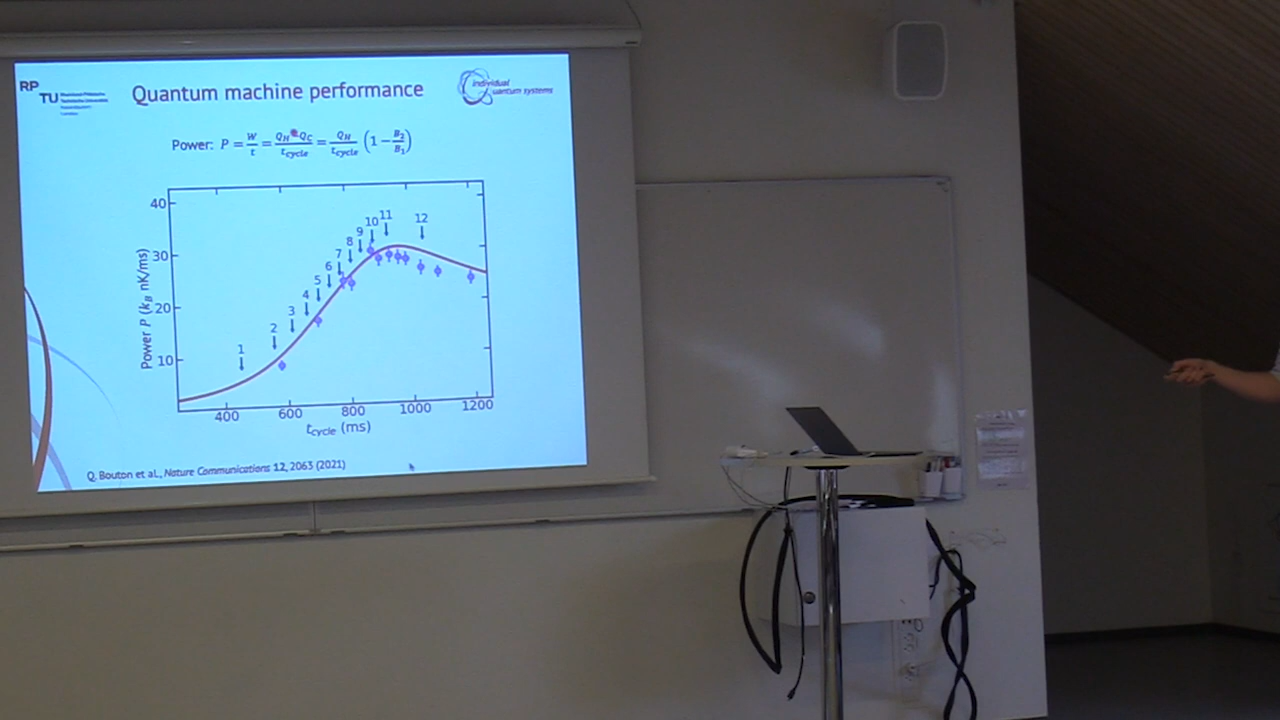 RP
TU
Quantum machine performance
individual
quantum systems
Power: P = W/t = Q_H Q_C/t_cycle = Q_H/t_cycle (1 − B_2/B_1)
40
30
20
10
Power P (k_B nK/ms)
1
2
3
4
5
6
7
8
9
10
11
12
400
600
800
1000
1200
t_cycle (ms)
Q. Bouton et al., Nature Communications 12, 2063 (2021)